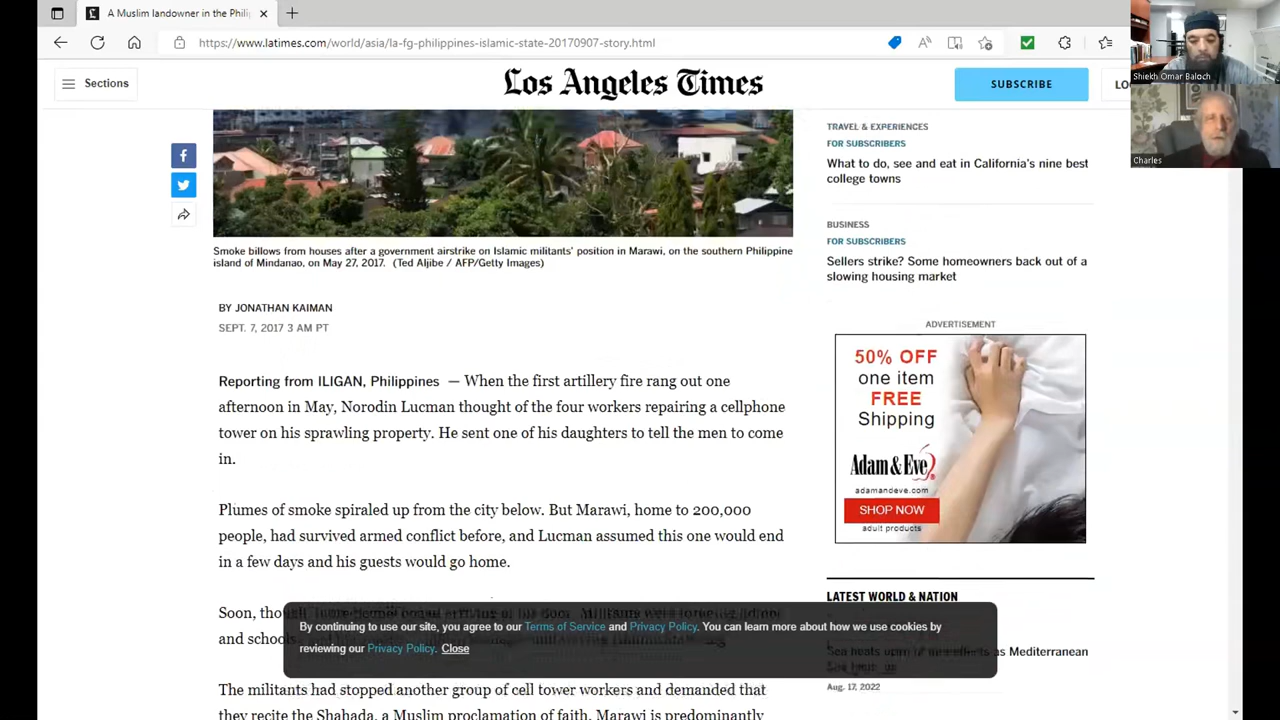 A Muslim landowner in the Phili
https://www.latimes.com/world/asia/la-fg-philippines-islamic-state-20170907-story.html
Sections
Los Angeles Times
SUBSCRIBE
LO
Shiekh Omar Baloch
Charles
Smoke billows from houses after a government airstrike on Islamic militants' position in Marawi, on the southern Philippine
island of Mindanao, on May 27, 2017. (Ted Aljibe / AFP/Getty Images)
BY JONATHAN KAIMAN
SEPT. 7, 2017 3 AM PT
Reporting from ILIGAN, Philippines — When the first artillery fire rang out one
afternoon in May, Norodin Lucman thought of the four workers repairing a cellphone
tower on his sprawling property. He sent one of his daughters to tell the men to come
in.
Plumes of smoke spiraled up from the city below. But Marawi, home to 200,000
people, had survived armed conflict before, and Lucman assumed this one would end
in a few days and his guests would go home.
Soon, though
and schools
The militants had stopped another group of cell tower workers and demanded that
they recite the Shahada, a Muslim proclamation of faith. Marawi is predominantly
By continuing to use our site, you agree to our Terms of Service and Privacy Policy. You can learn more about how we use cookies by
reviewing our Privacy Policy. Close
TRAVEL & EXPERIENCES
FOR SUBSCRIBERS
What to do, see and eat in California's nine best
college towns
BUSINESS
FOR SUBSCRIBERS
Sellers strike? Some homeowners back out of a
slowing housing market
ADVERTISEMENT
50% OFF
one item
FREE
Shipping
Adam & Eve
adamandeve.com
SHOP NOW
adult products
LATEST WORLD & NATION
as Mediterranean
Aug. 17, 2022